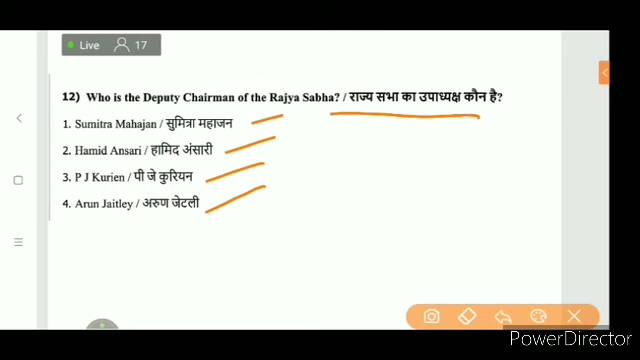 Live 17
12) Who is the Deputy Chairman of the Rajya Sabha? / राज्य सभा का उपाध्यक्ष कौन है?
1. Sumitra Mahajan / सुमित्रा महाजन
2. Hamid Ansari / हामिद अंसारी
3. P J Kurien / पी जे कुरियन
4. Arun Jaitley / अरुण जेटली
PowerDirector